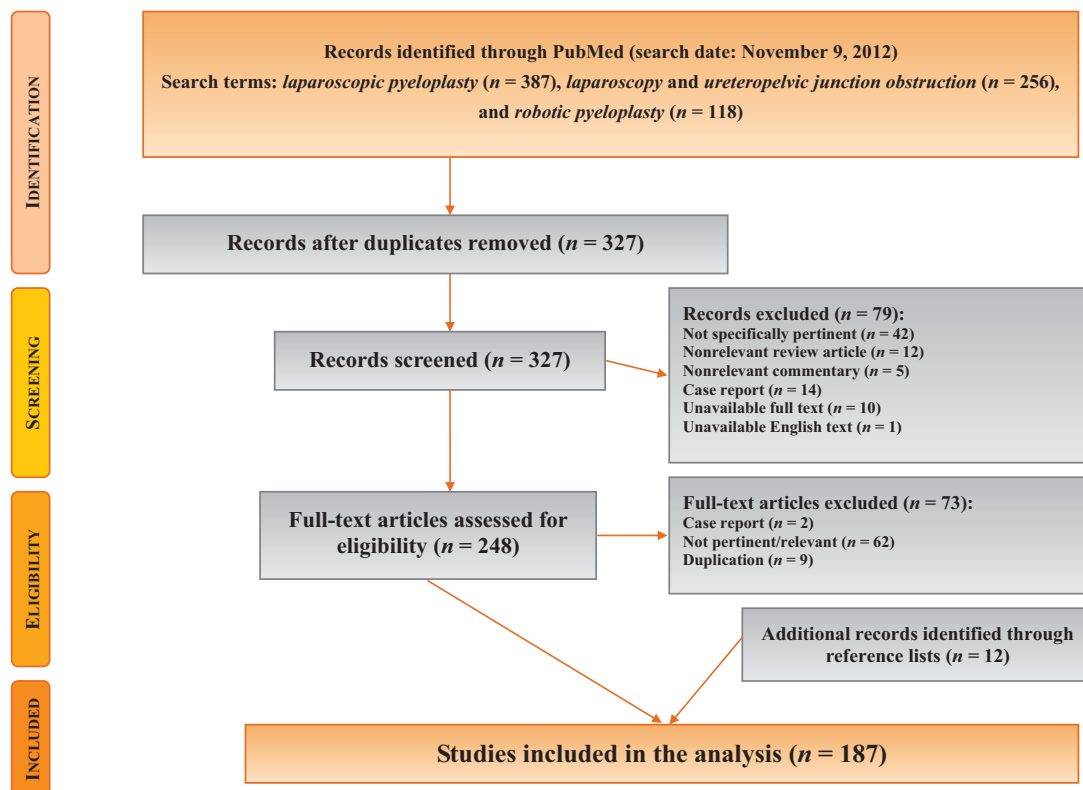 IDENTIFICATION
Records identified through PubMed (search date: November 9, 2012)
Search terms: laparoscopic pyeloplasty (n = 387), laparoscopy and ureteropelvic junction obstruction (n = 256),
and robotic pyeloplasty (n = 118)
Records after duplicates removed (n = 327)
SCREENING
Records screened (n = 327)
Records excluded (n = 79):
Not specifically pertinent (n = 42)
Nonrelevant review article (n = 12)
Nonrelevant commentary (n = 5)
Case report (n = 14)
Unavailable full text (n = 10)
Unavailable English text (n = 1)
ELIGIBILITY
Full-text articles assessed for
eligibility (n = 248)
Full-text articles excluded (n = 73):
Case report (n = 2)
Not pertinent/relevant (n = 62)
Duplication (n = 9)
Additional records identified through
reference lists (n = 12)
INCLUDED
Studies included in the analysis (n = 187)